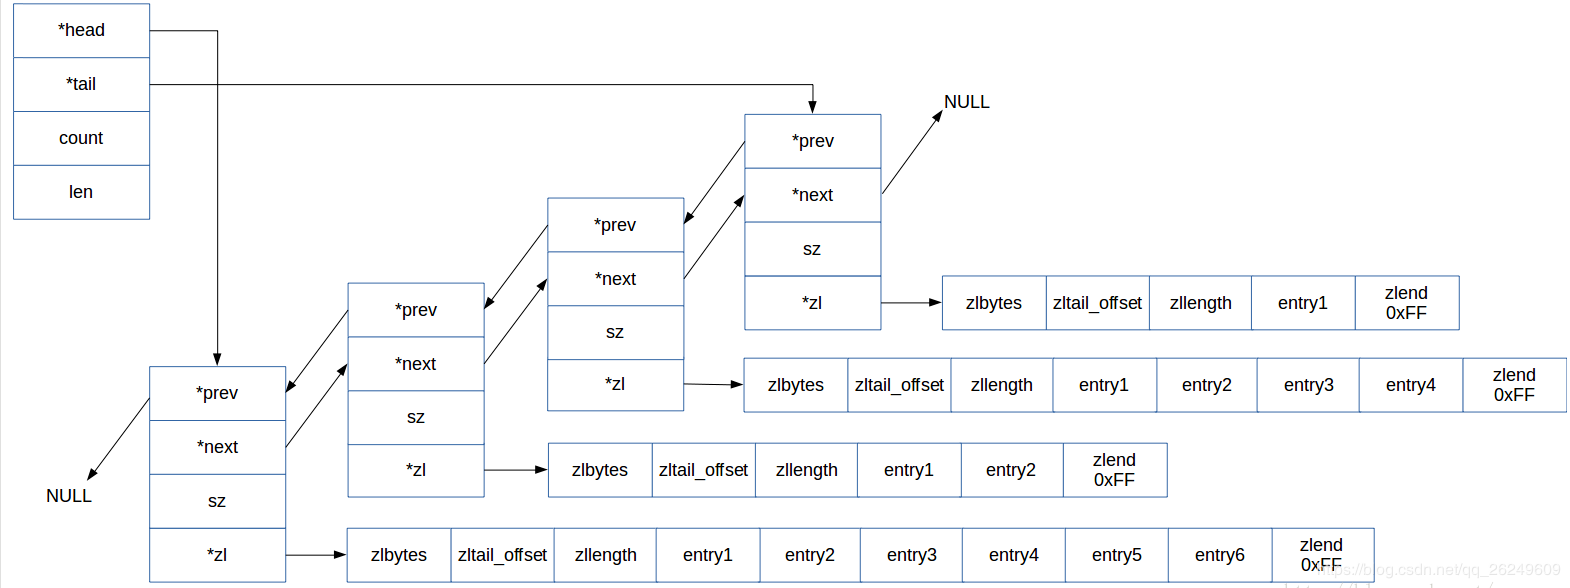 *head
*tail
count
len
NULL
*prev
*next
sz
*zl
zlbytes zltail_offset zllength entry1 zlend
0xFF
*prev
*next
sz
*zl
zlbytes zltail_offset zllength entry1 entry2 entry3 entry4 zlend
0xFF
*prev
*next
sz
*zl
zlbytes zltail_offset zllength entry1 entry2 zlend
0xFF
*prev
*next
sz
*zl
NULL
zlbytes zltail_offset zllength entry1 entry2 entry3 entry4 entry5 entry6 zlend
0xFF
https://blog.csdn.net/qq_26249609